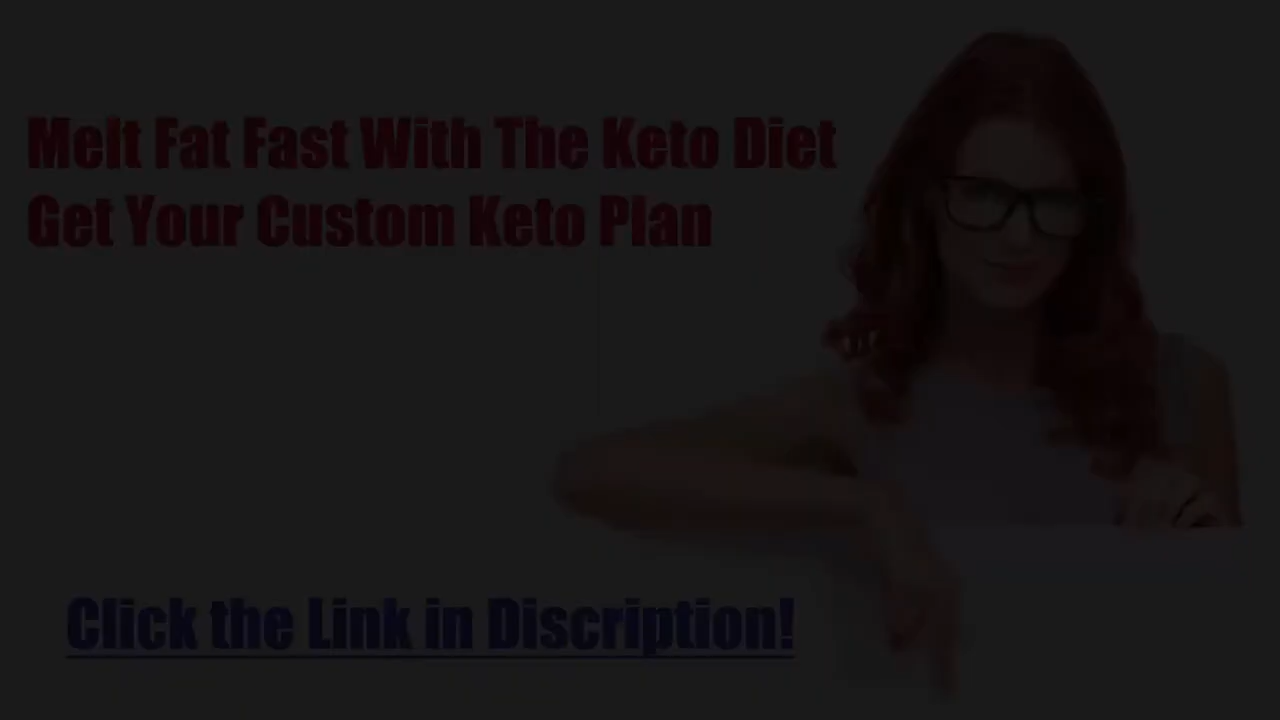 Melt Fat Fast With The Keto Diet
Get Your Custom Keto Plan
Click the Link in Discription!